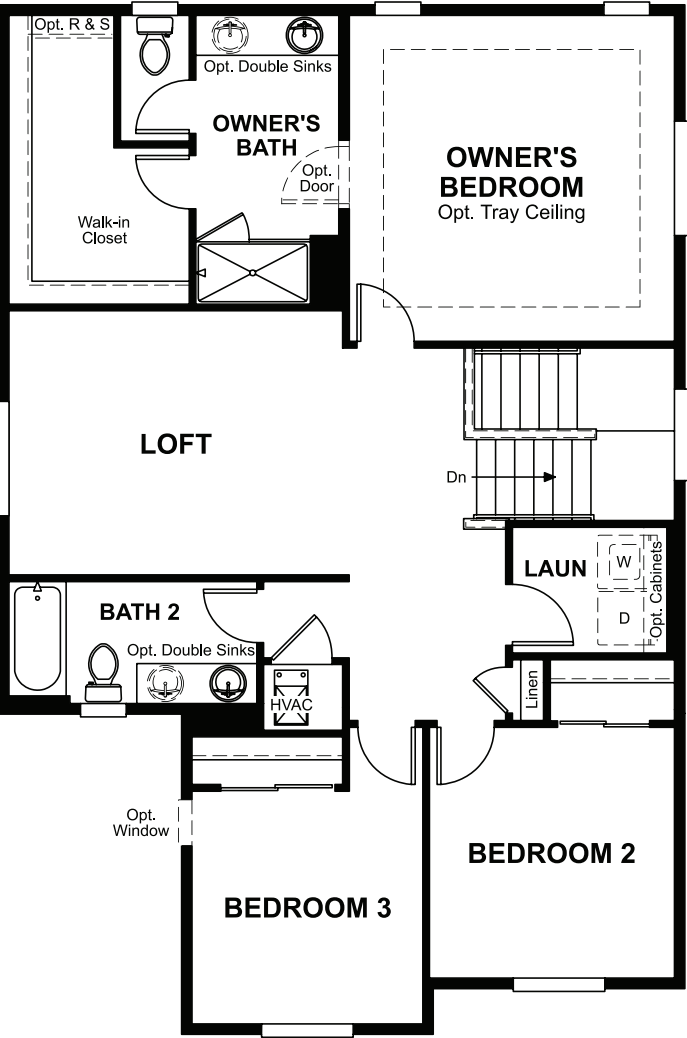 Opt. R & S
Opt. Double Sinks
OWNER'S
BATH
Opt.
Door
OWNER'S
BEDROOM
Opt. Tray Ceiling
Walk-in
Closet
LOFT
Dn
LAUN
W
D
Opt. Cabinets
BATH 2
Opt. Double Sinks
HVAC
Linen
Opt.
Window
BEDROOM 2
BEDROOM 3